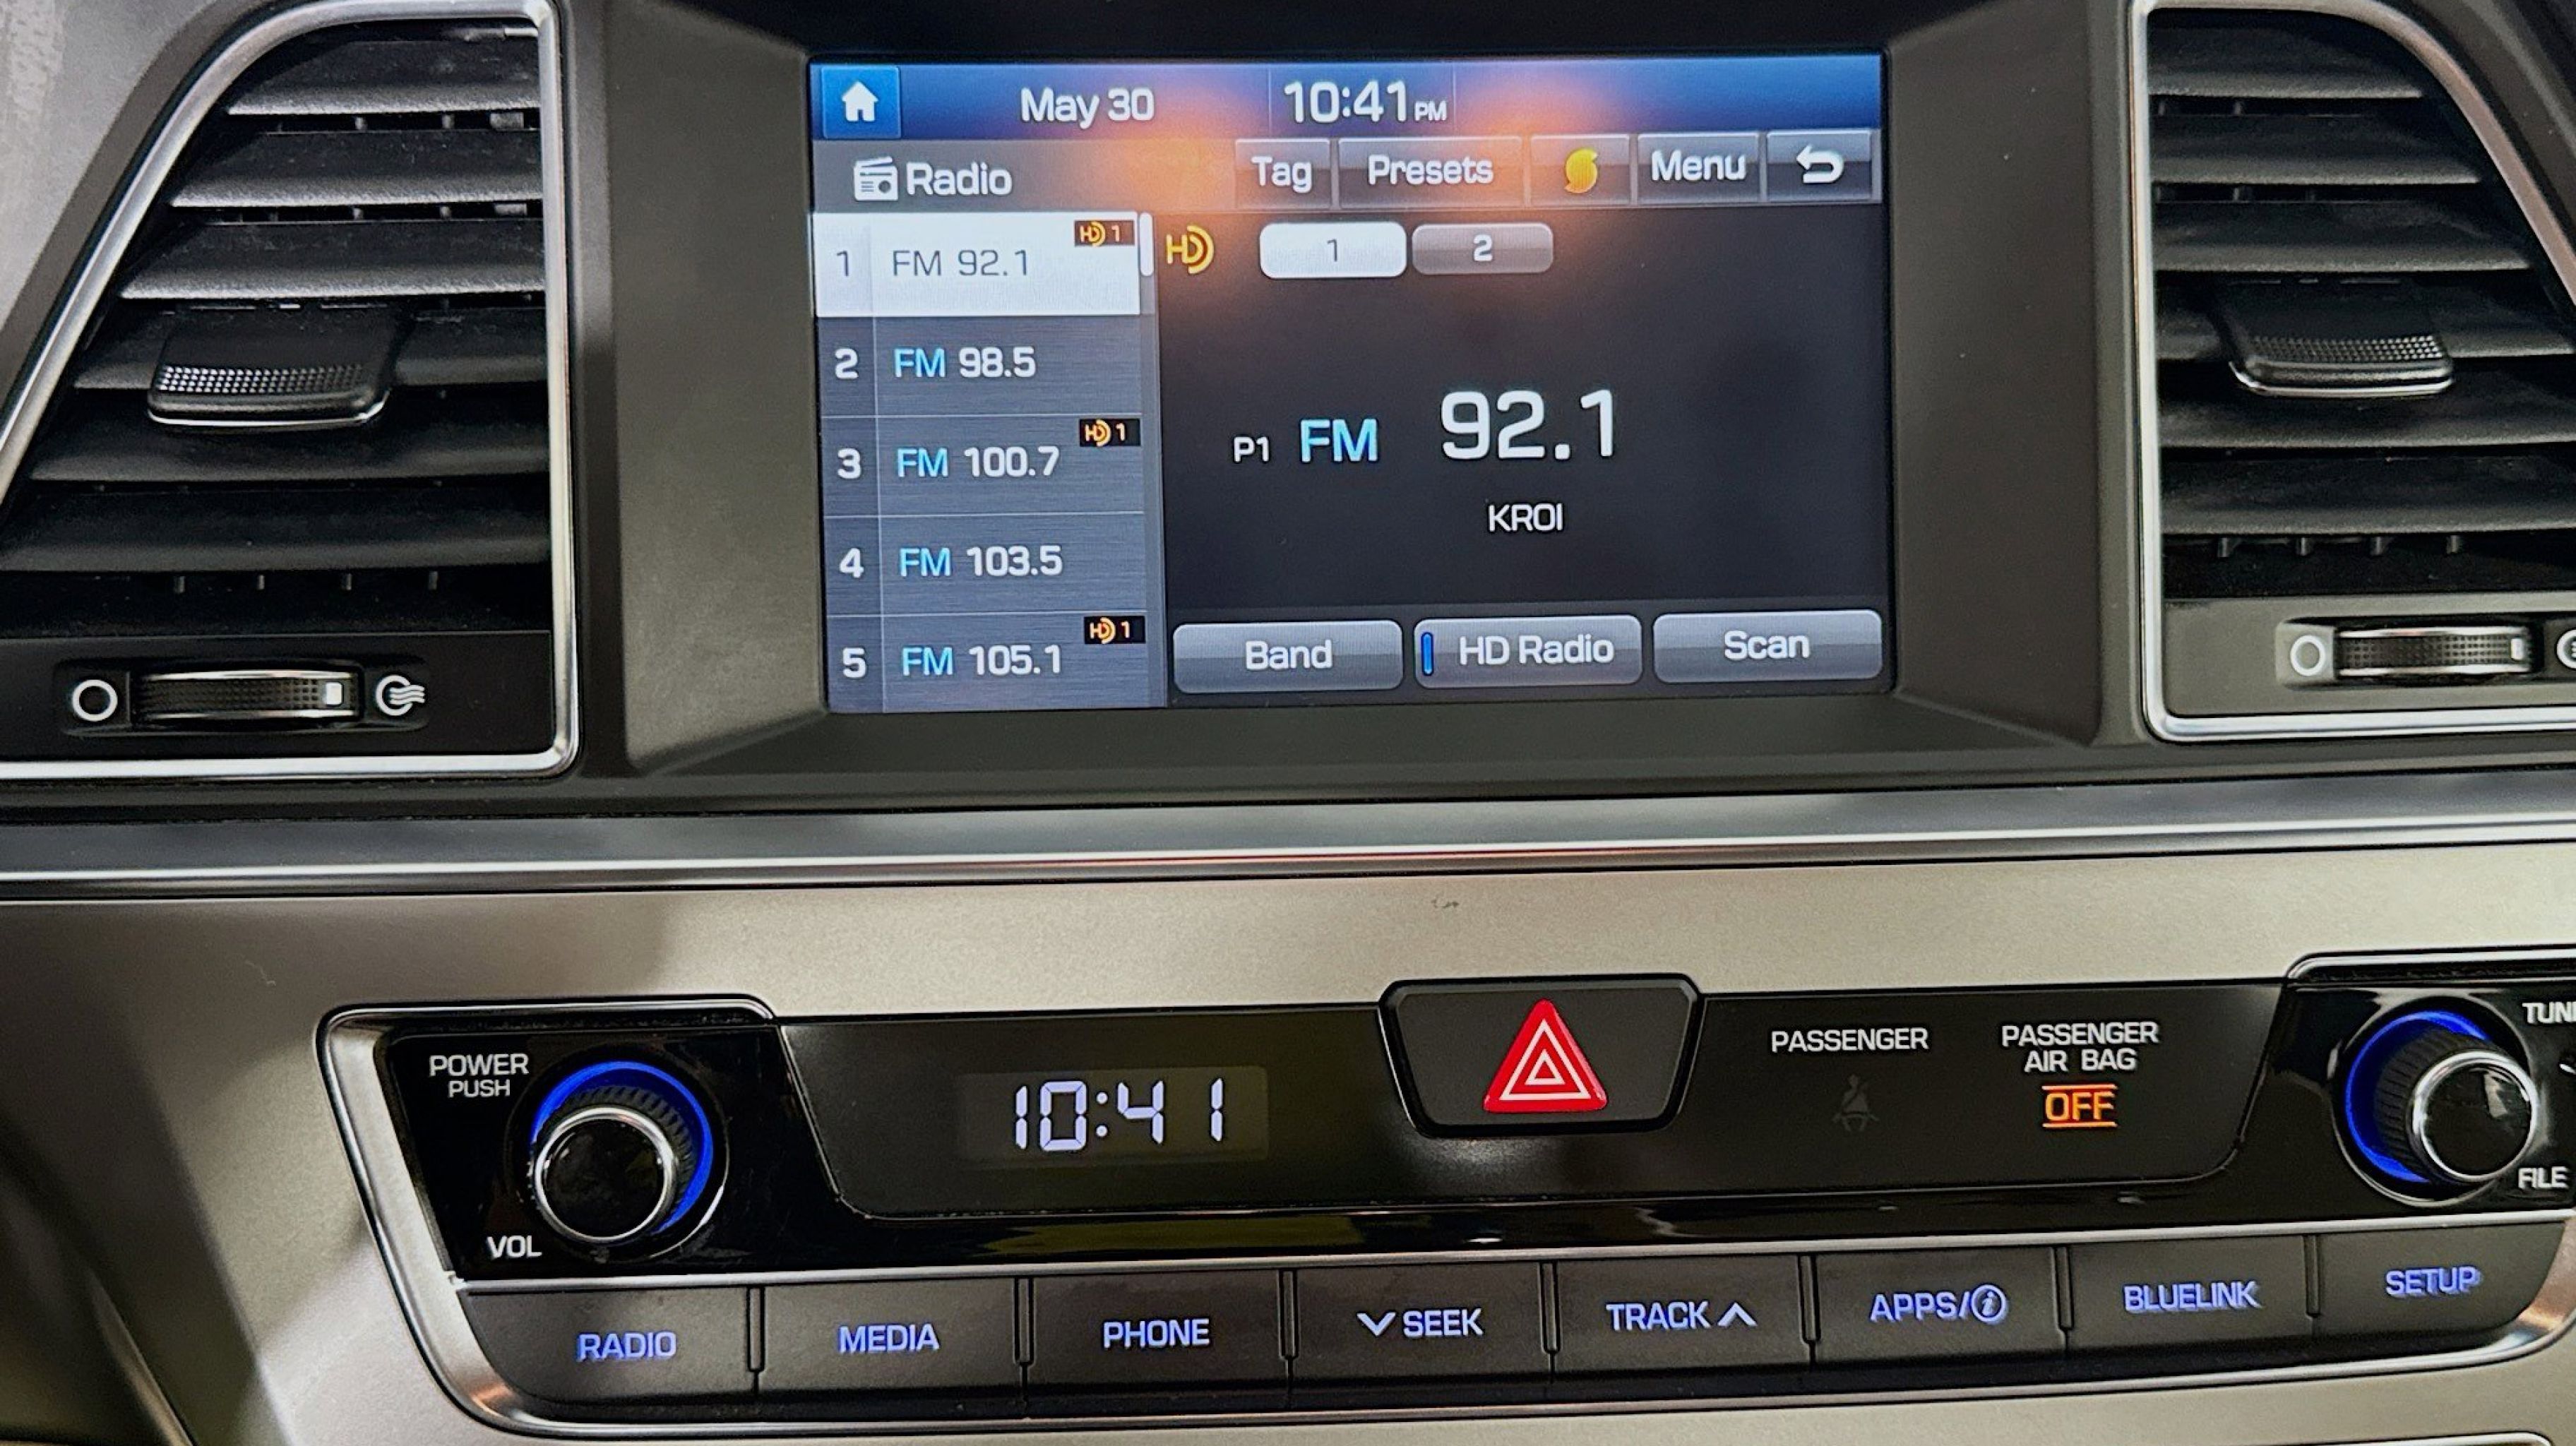 May 30
10:41 PM
Radio
Tag
Presets
Menu
1 FM 92.1 HD 1
2 FM 98.5
3 FM 100.7 HD 1
4 FM 103.5
5 FM 105.1 HD 1
HD 1 2
P1 FM 92.1
KROI
Band
HD Radio
Scan
POWER
PUSH
VOL
10:41
PASSENGER
PASSENGER
AIR BAG
OFF
FILE
RADIO
MEDIA
PHONE
SEEK
TRACK
APPS/i
BLUELINK
SETUP